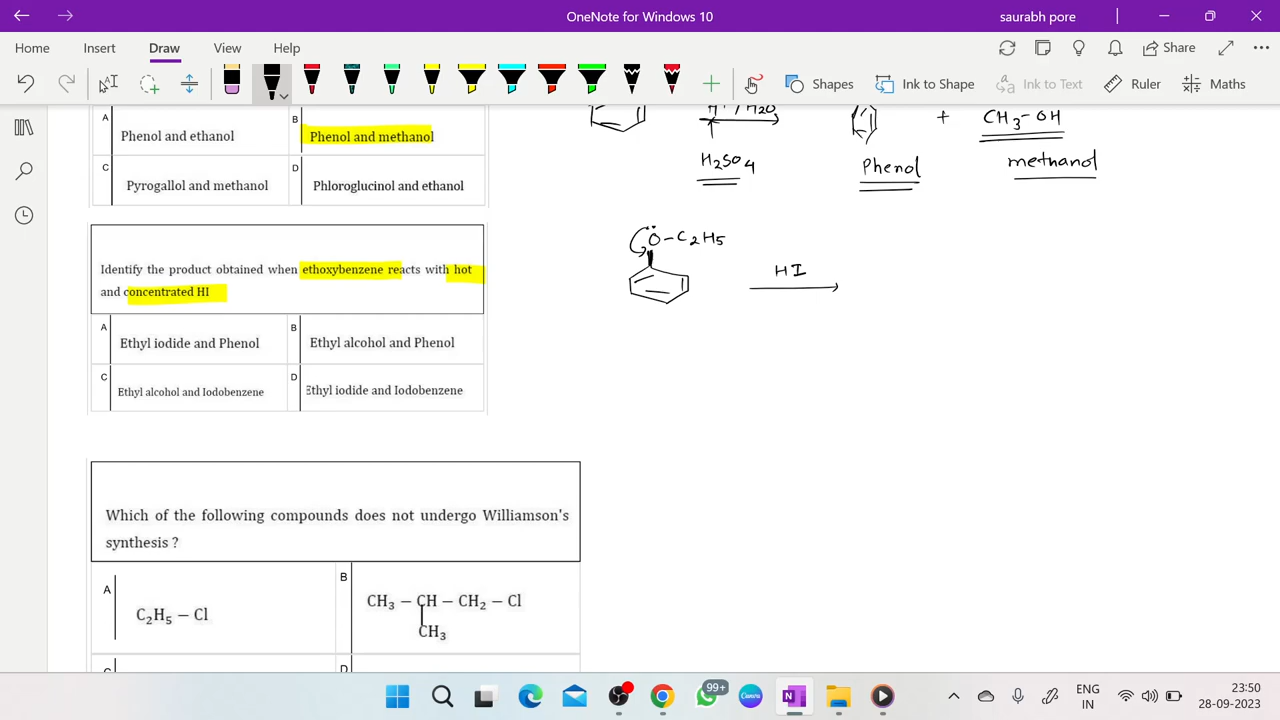 OneNote for Windows 10
saurabh pore
Home Insert Draw View Help
Share
Shapes
Ink to Shape
Ink to Text
Ruler
Maths
A Phenol and ethanol
B Phenol and methanol
C Pyrogallol and methanol
D Phloroglucinol and ethanol
H⁺ / H2O
+ CH3 – OH
H2SO4
Phenol
methanol
Identify the product obtained when ethoxybenzene reacts with hot
and concentrated HI
A Ethyl iodide and Phenol
B Ethyl alcohol and Phenol
C Ethyl alcohol and Iodobenzene
D Ethyl iodide and Iodobenzene
O – C2H5
HI
Which of the following compounds does not undergo Williamson's
synthesis ?
A
C₂H₅ – Cl
B
CH₃ – CH – CH₂ – Cl
CH₃
C
D
99+
ENG
IN
23:50
28-09-2023